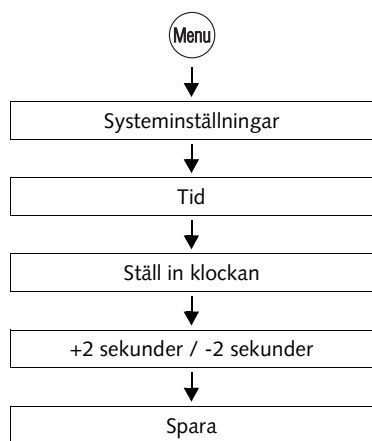 Menu
Systeminställningar
Tid
Ställ in klockan
+2 sekunder / -2 sekunder
Spara